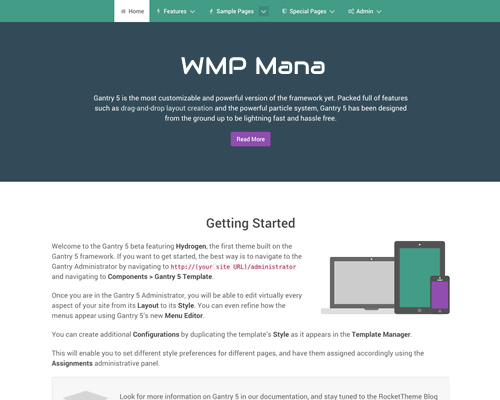 Home Features Sample Pages Special Pages Admin
WMP Mana
Gantry 5 is the most customizable and powerful version of the framework yet. Packed full of features
such as drag-and-drop layout creation and the powerful particle system, Gantry 5 has been designed
from the ground up to be lightning fast and hassle free.
Read More
Getting Started
Welcome to the Gantry 5 beta featuring Hydrogen, the first theme built on the
Gantry 5 framework. If you want to get started, the best way is to navigate to the
Gantry Administrator by navigating to http://(your site URL)/administrator
and navigating to Components > Gantry 5 Template.
Once you are in the Gantry 5 Administrator, you will be able to edit virtually every
aspect of your site from its Layout to its Style. You can even refine how the
menus appear using Gantry 5's new Menu Editor.
You can create additional Configurations by duplicating the template's Style as it appears in the Template Manager.
This will enable you to set different style preferences for different pages, and have them assigned accordingly using the
Assignments administrative panel.
Look for more information on Gantry 5 in our documentation, and stay tuned to the RocketTheme Blog